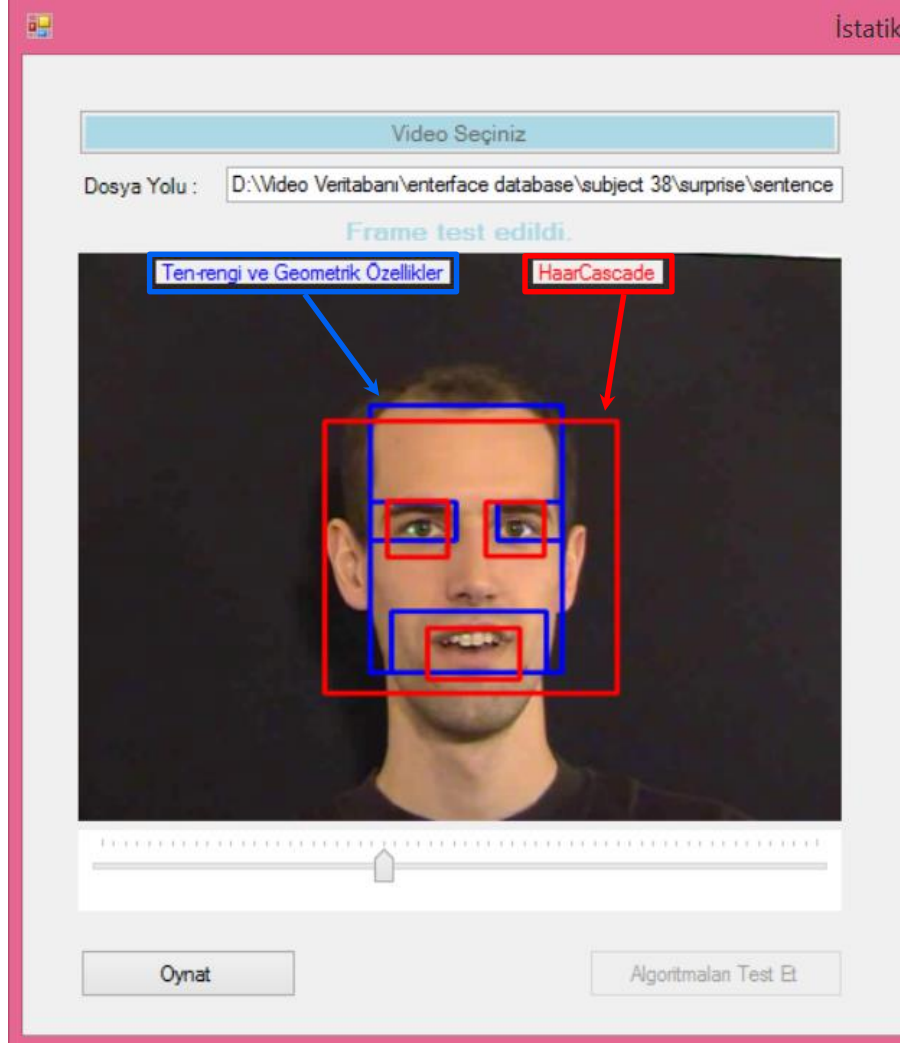 İstatik
Video Seçiniz
Dosya Yolu : D:\Video Veritabanı\enterface database\subject 38\surprise\sentence
Frame test edildi.
Ten-rengi ve Geometrik Özellikler HaarCascade
Oynat Algoritmaları Test Et